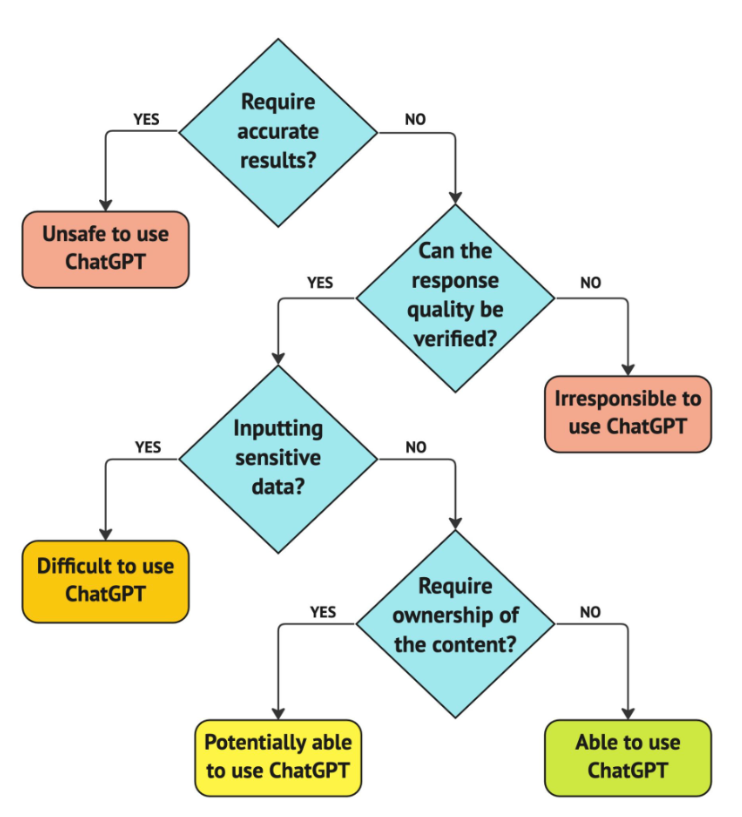 Require
accurate
results?
YES
NO
Unsafe to use
ChatGPT
Can the
response
quality be
verified?
YES
NO
Irresponsible to
use ChatGPT
Inputting
sensitive
data?
YES
NO
Difficult to use
ChatGPT
Require
ownership of
the content?
YES
NO
Potentially able
to use ChatGPT
Able to use
ChatGPT